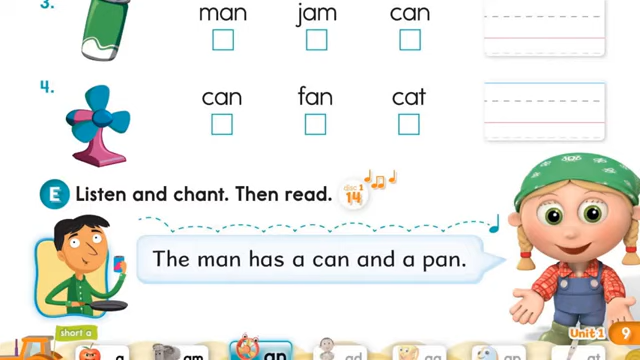 3.
man jam can
4.
can fan cat
E Listen and chant. Then read. disc 1 14
The man has a can and a pan.
short a
Unit 1 9
a am an ad ag ap at